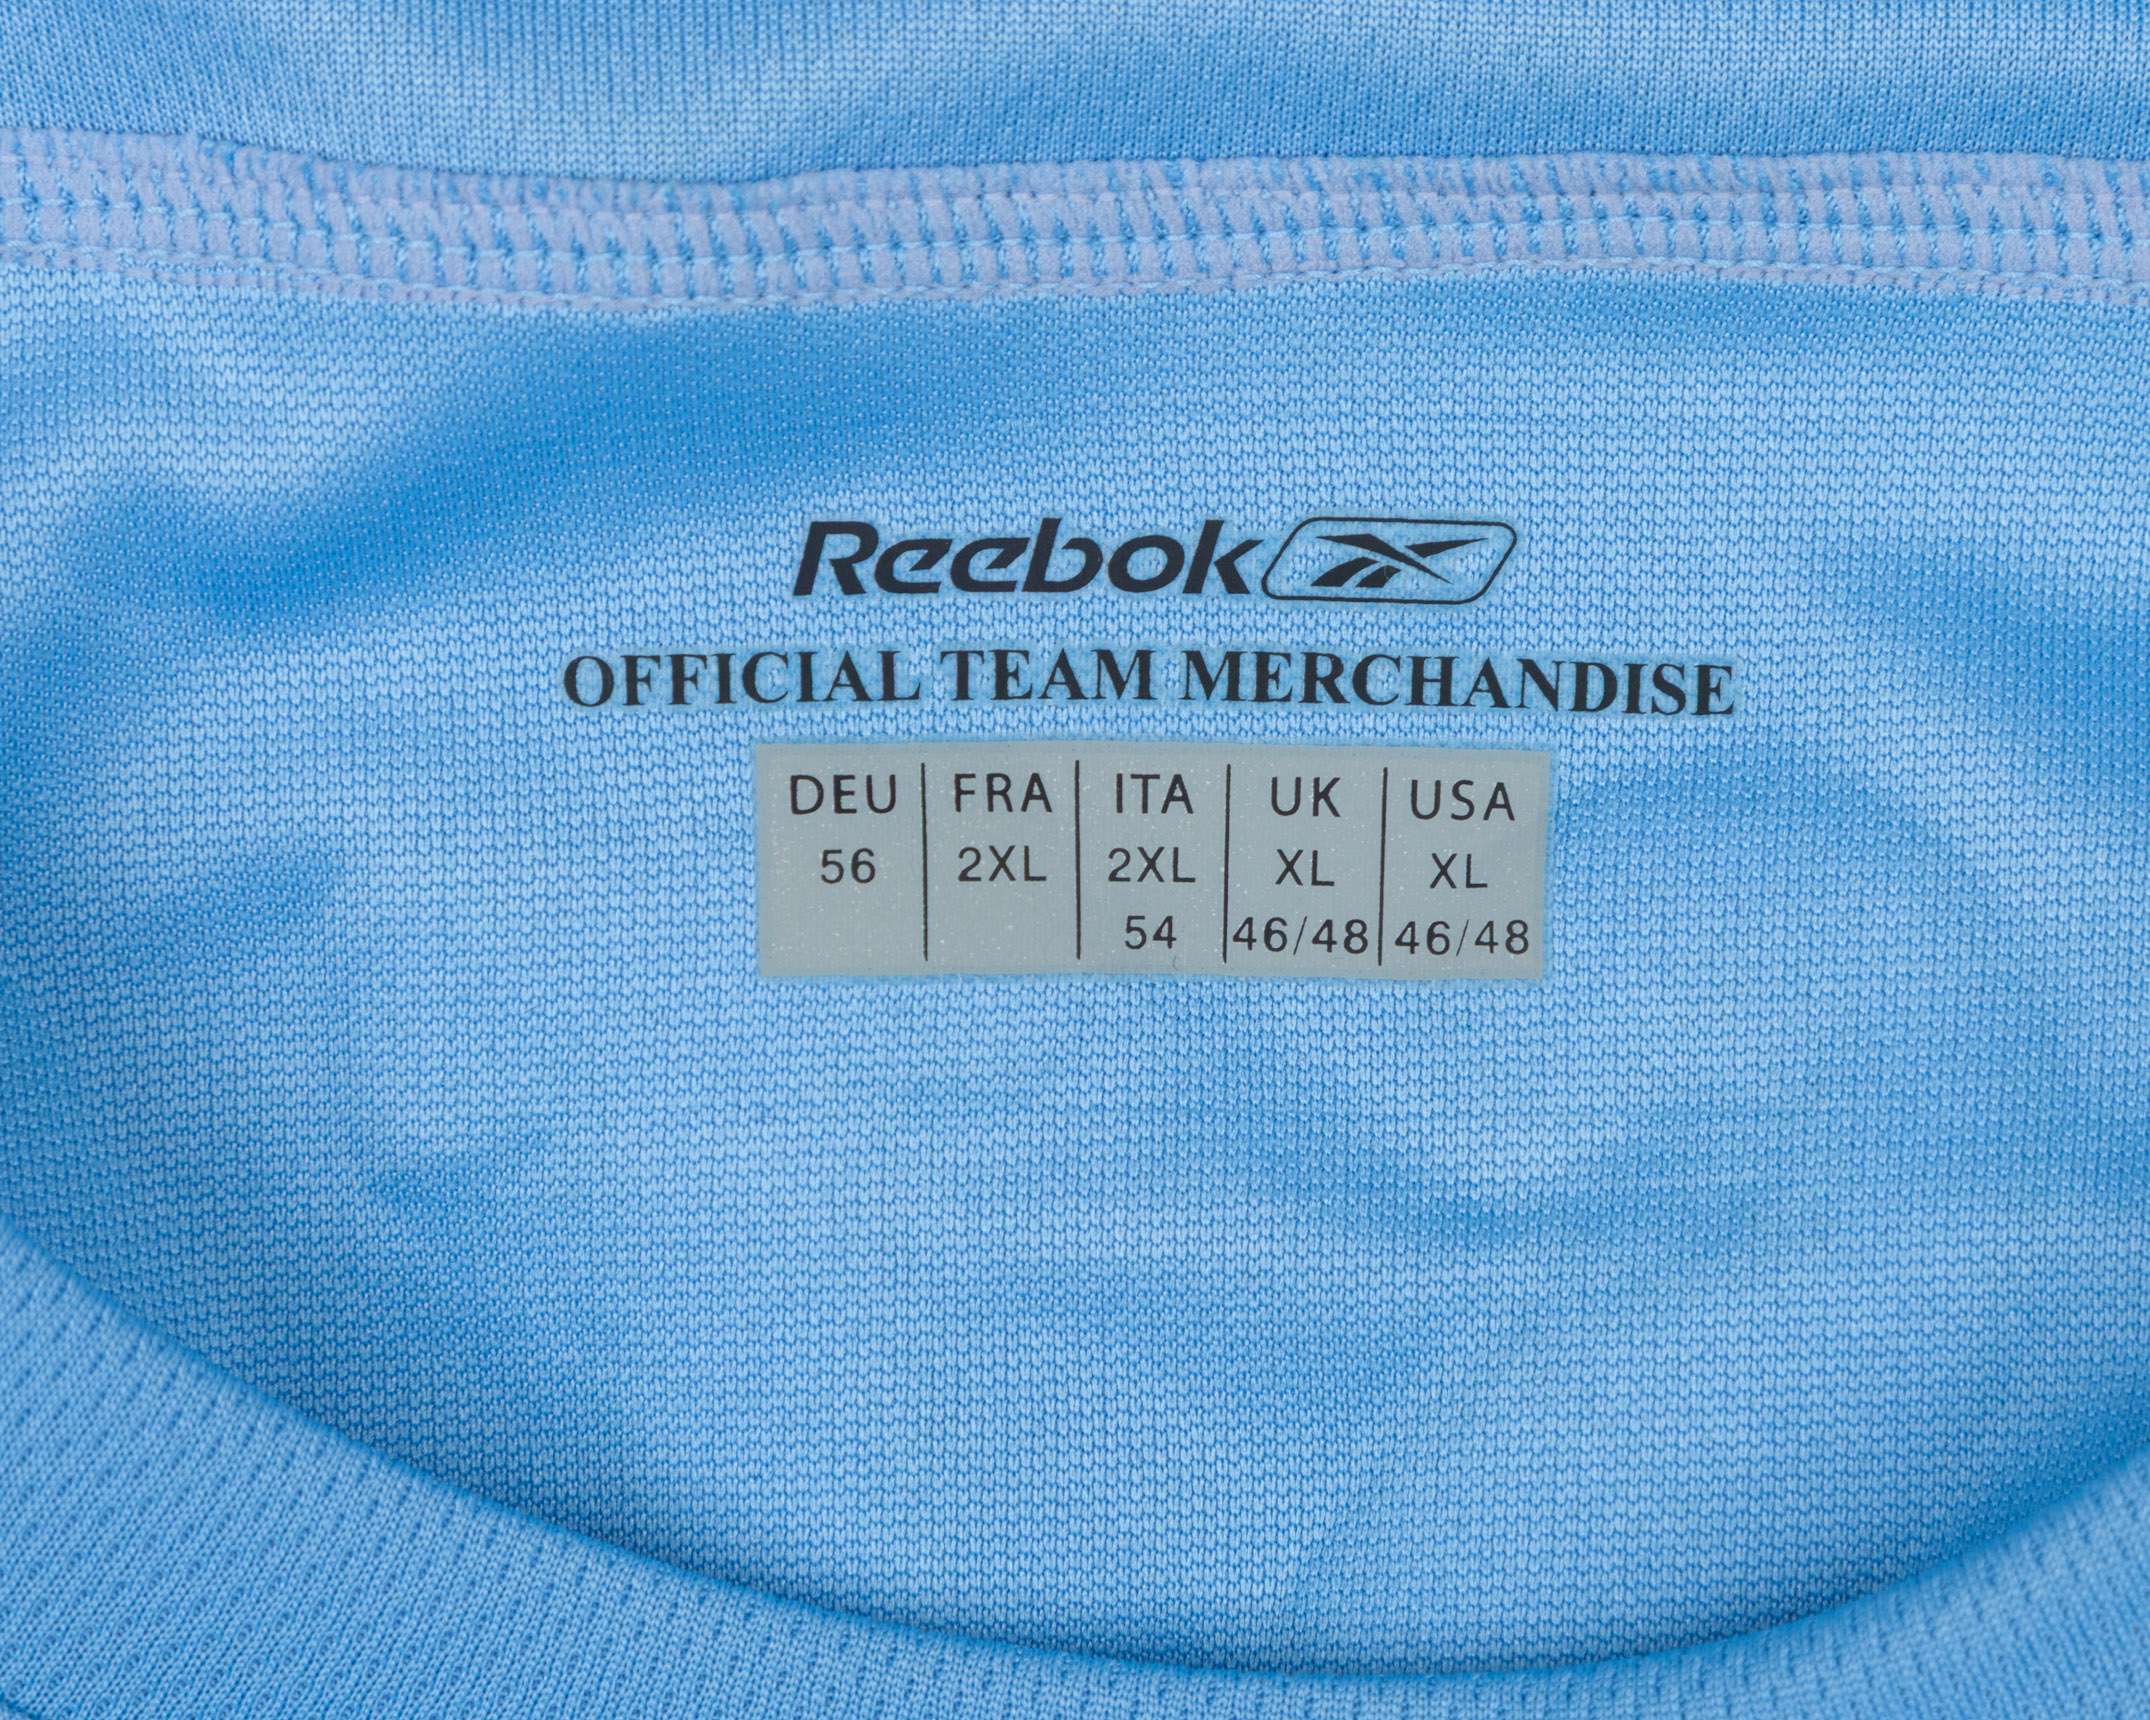 Reebok
OFFICIAL TEAM MERCHANDISE
DEU FRA ITA UK USA
56 2XL 2XL XL XL
54 46/48 46/48